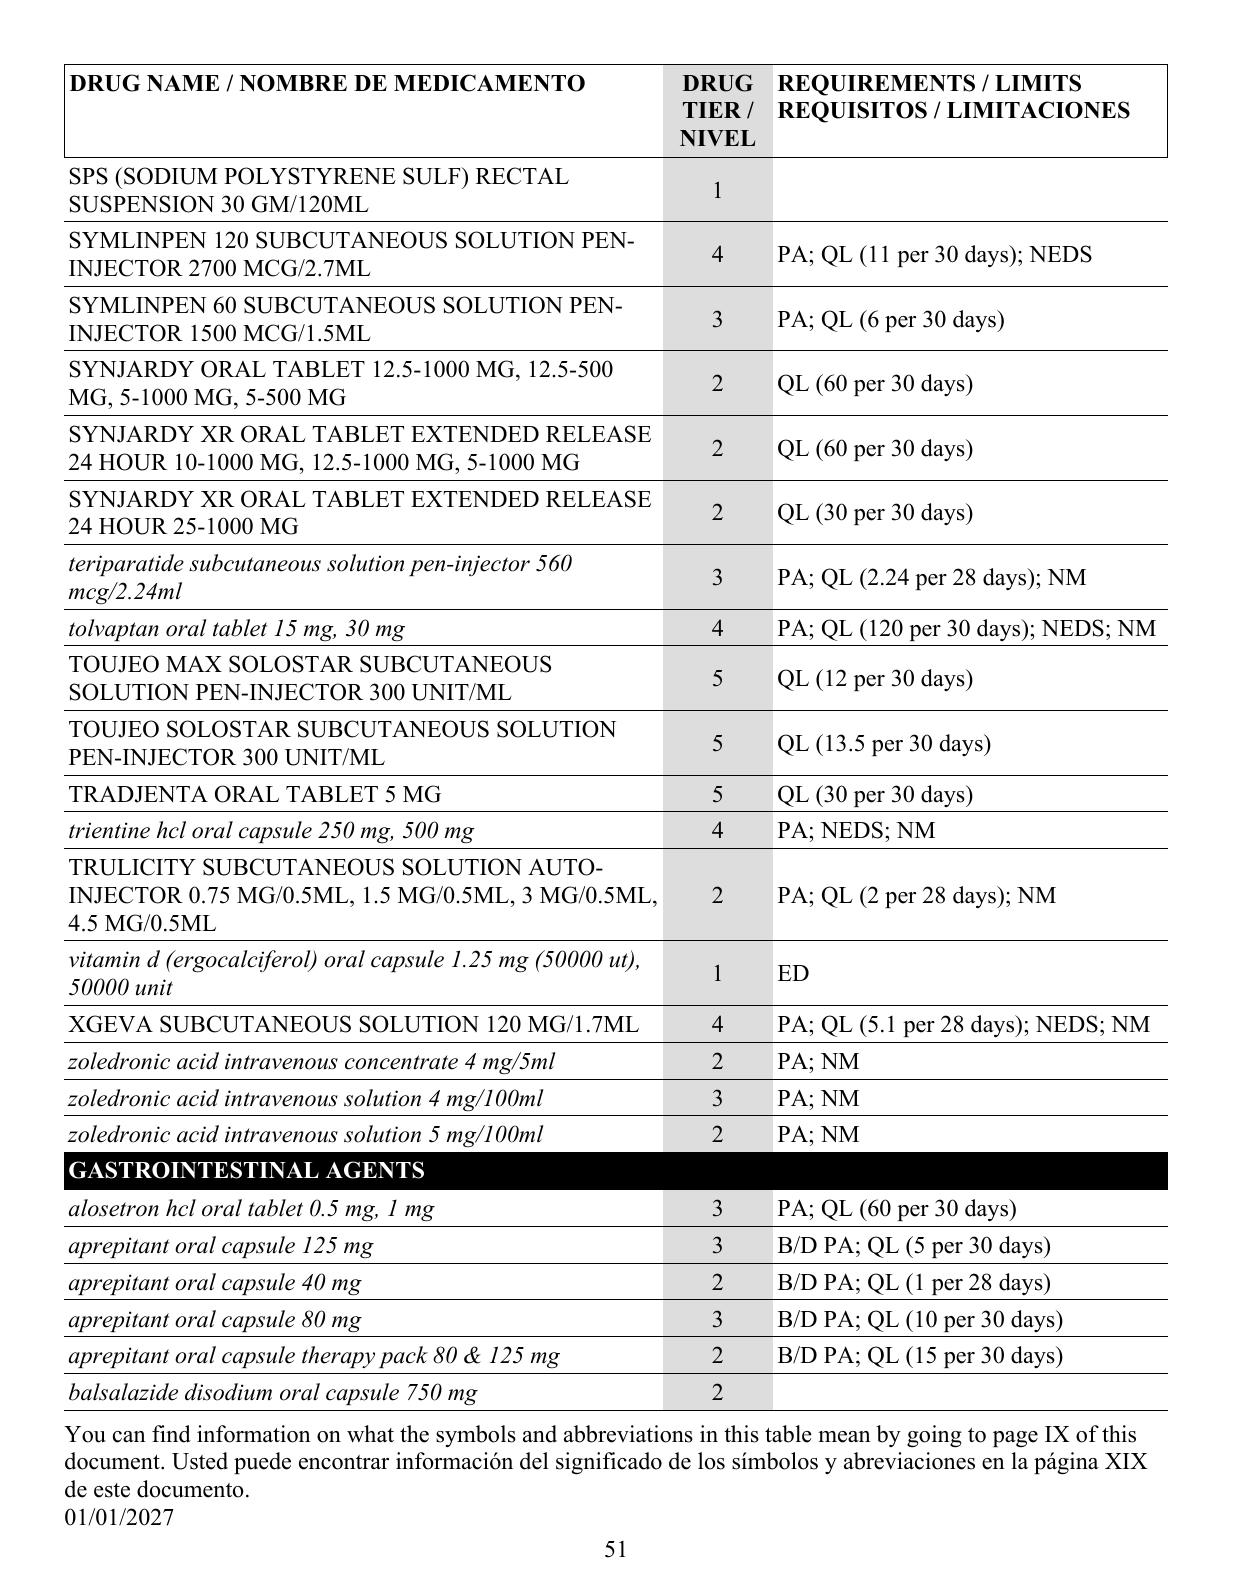 DRUG NAME / NOMBRE DE MEDICAMENTO
DRUG
TIER /
NIVEL
REQUIREMENTS / LIMITS
REQUISITOS / LIMITACIONES
SPS (SODIUM POLYSTYRENE SULF) RECTAL
SUSPENSION 30 GM/120ML
1
SYMLINPEN 120 SUBCUTANEOUS SOLUTION PEN-
INJECTOR 2700 MCG/2.7ML
4
PA; QL (11 per 30 days); NEDS
SYMLINPEN 60 SUBCUTANEOUS SOLUTION PEN-
INJECTOR 1500 MCG/1.5ML
3
PA; QL (6 per 30 days)
SYNJARDY ORAL TABLET 12.5-1000 MG, 12.5-500
MG, 5-1000 MG, 5-500 MG
2
QL (60 per 30 days)
SYNJARDY XR ORAL TABLET EXTENDED RELEASE
24 HOUR 10-1000 MG, 12.5-1000 MG, 5-1000 MG
2
QL (60 per 30 days)
SYNJARDY XR ORAL TABLET EXTENDED RELEASE
24 HOUR 25-1000 MG
2
QL (30 per 30 days)
teriparatide subcutaneous solution pen-injector 560
mcg/2.24ml
3
PA; QL (2.24 per 28 days); NM
tolvaptan oral tablet 15 mg, 30 mg
4
PA; QL (120 per 30 days); NEDS; NM
TOUJEO MAX SOLOSTAR SUBCUTANEOUS
SOLUTION PEN-INJECTOR 300 UNIT/ML
5
QL (12 per 30 days)
TOUJEO SOLOSTAR SUBCUTANEOUS SOLUTION
PEN-INJECTOR 300 UNIT/ML
5
QL (13.5 per 30 days)
TRADJENTA ORAL TABLET 5 MG
5
QL (30 per 30 days)
trientine hcl oral capsule 250 mg, 500 mg
4
PA; NEDS; NM
TRULICITY SUBCUTANEOUS SOLUTION AUTO-
INJECTOR 0.75 MG/0.5ML, 1.5 MG/0.5ML, 3 MG/0.5ML,
4.5 MG/0.5ML
2
PA; QL (2 per 28 days); NM
vitamin d (ergocalciferol) oral capsule 1.25 mg (50000 ut),
50000 unit
1
ED
XGEVA SUBCUTANEOUS SOLUTION 120 MG/1.7ML
4
PA; QL (5.1 per 28 days); NEDS; NM
zoledronic acid intravenous concentrate 4 mg/5ml
2
PA; NM
zoledronic acid intravenous solution 4 mg/100ml
3
PA; NM
zoledronic acid intravenous solution 5 mg/100ml
2
PA; NM
GASTROINTESTINAL AGENTS
alosetron hcl oral tablet 0.5 mg, 1 mg
3
PA; QL (60 per 30 days)
aprepitant oral capsule 125 mg
3
B/D PA; QL (5 per 30 days)
aprepitant oral capsule 40 mg
2
B/D PA; QL (1 per 28 days)
aprepitant oral capsule 80 mg
3
B/D PA; QL (10 per 30 days)
aprepitant oral capsule therapy pack 80 & 125 mg
2
B/D PA; QL (15 per 30 days)
balsalazide disodium oral capsule 750 mg
2
You can find information on what the symbols and abbreviations in this table mean by going to page IX of this
document. Usted puede encontrar información del significado de los símbolos y abreviaciones en la página XIX
de este documento.
01/01/2027
51